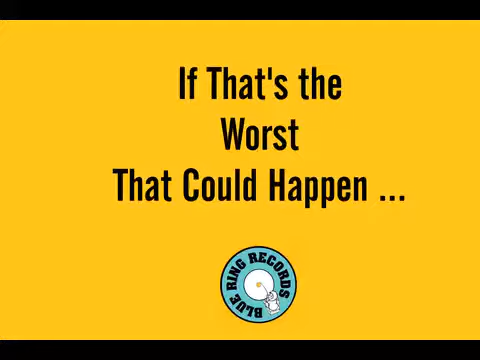 If That's the
Worst
That Could Happen ...
BLUE RING RECORDS